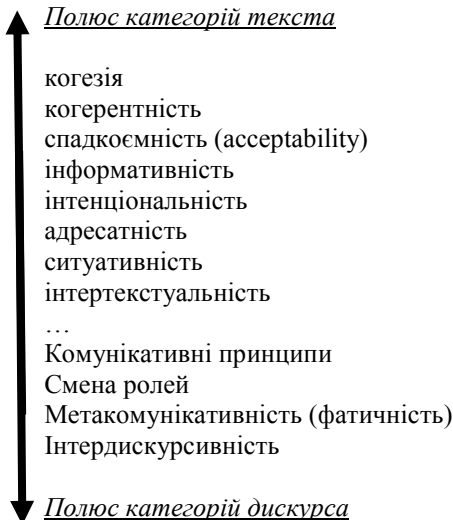 Полюс категорій текста
когезія
когерентність
спадкоємність (acceptability)
інформативність
інтенціональність
адресатність
ситуативність
інтертекстуальність
…
Комунікативні принципи
Смена ролей
Метакомунікативність (фатичність)
Інтердискурсивність
Полюс категорій дискурса